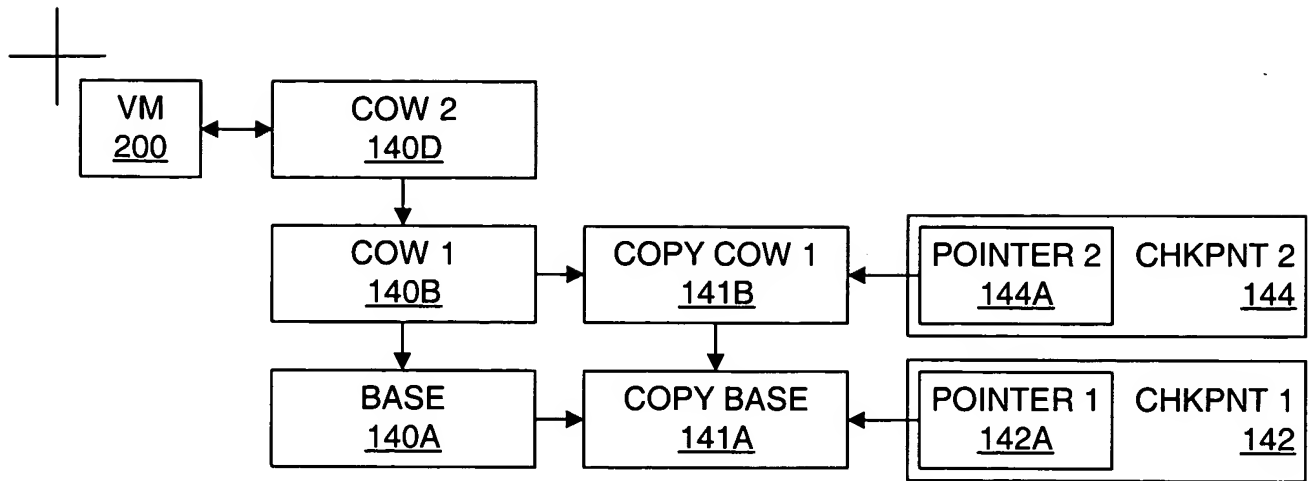 VM
200
COW 2
140D
COW 1
140B
COPY COW 1
141B
POINTER 2
144A
CHKPNT 2
144
BASE
140A
COPY BASE
141A
POINTER 1
142A
CHKPNT 1
142